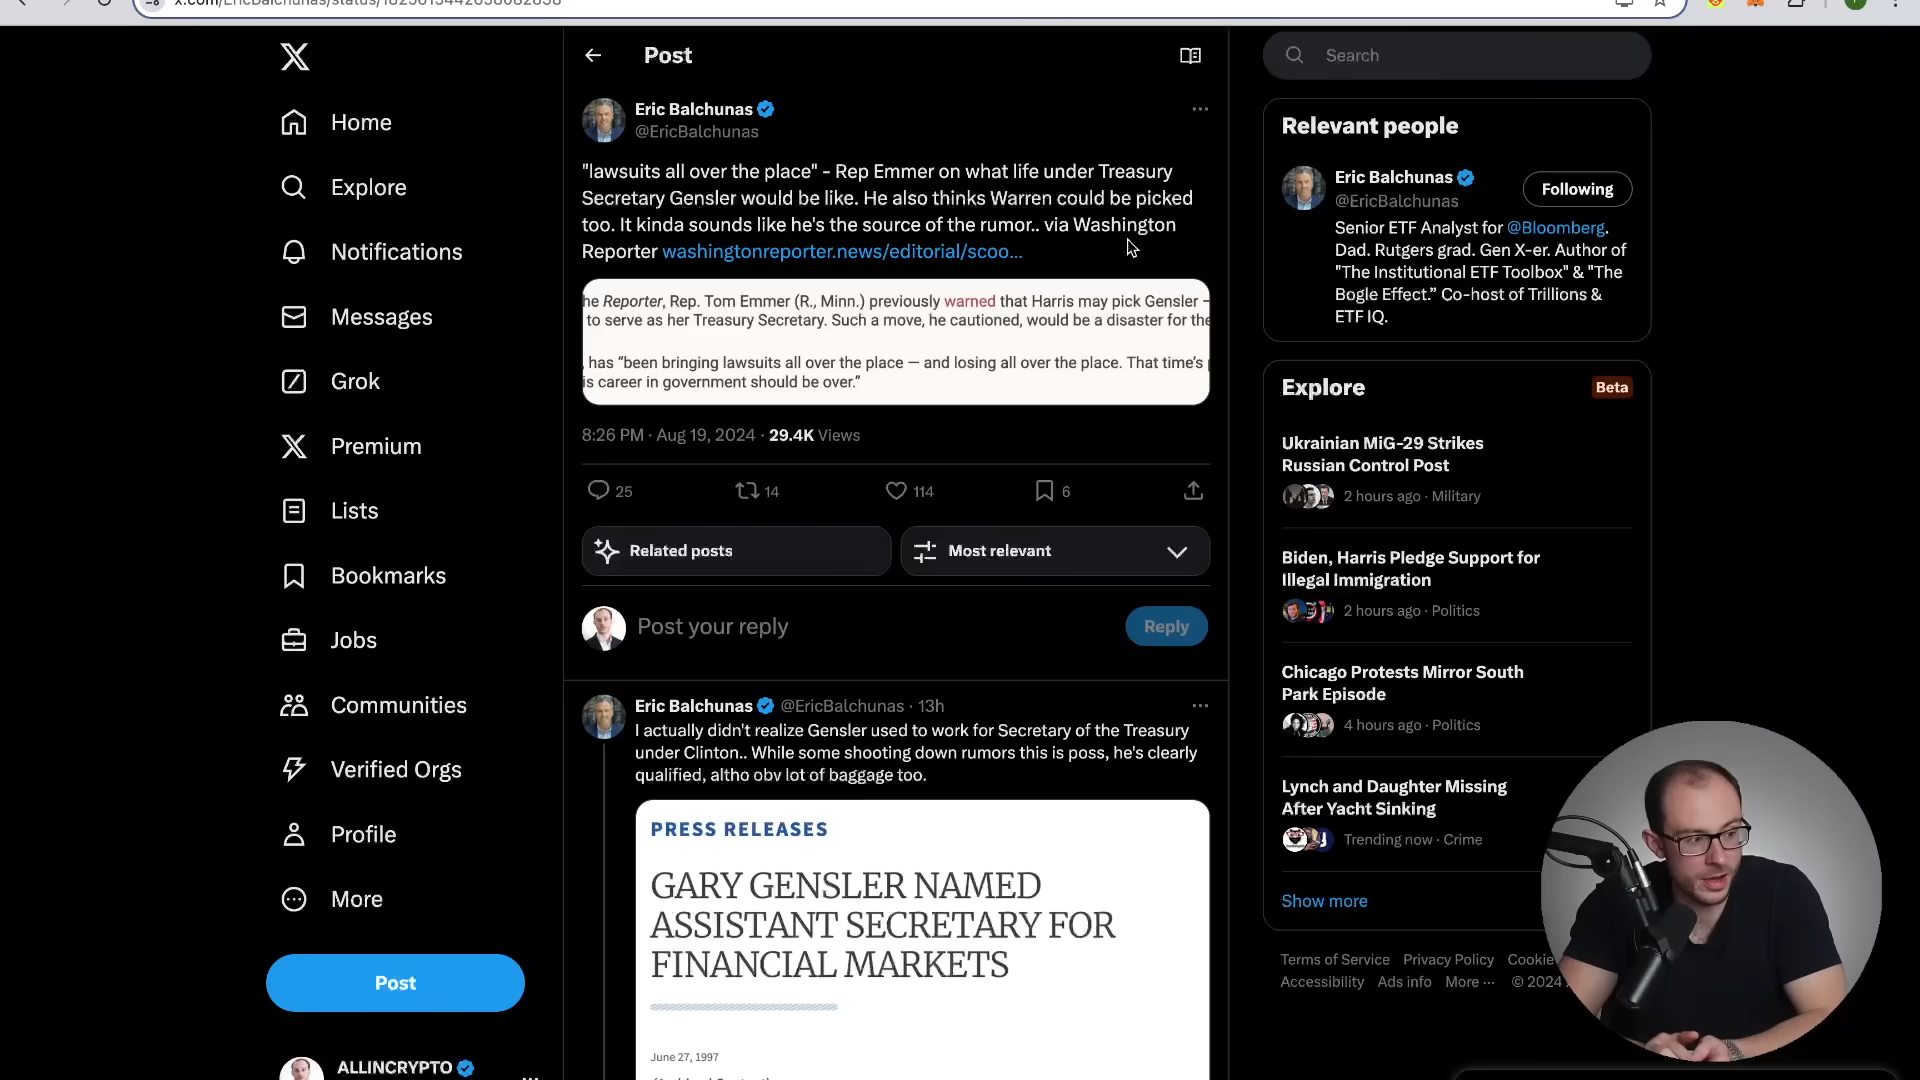 Post
Search
Home
Explore
Notifications
Messages
Grok
Premium
Lists
Bookmarks
Jobs
Communities
Verified Orgs
Profile
More
Post
ALLINCRYPTO
Eric Balchunas
@EricBalchunas
"lawsuits all over the place" - Rep Emmer on what life under Treasury
Secretary Gensler would be like. He also thinks Warren could be picked
too. It kinda sounds like he's the source of the rumor.. via Washington
Reporter washingtonreporter.news/editorial/scoo...
he Reporter, Rep. Tom Emmer (R., Minn.) previously warned that Harris may pick Gensler –
to serve as her Treasury Secretary. Such a move, he cautioned, would be a disaster for the
has “been bringing lawsuits all over the place — and losing all over the place. That time’s
is career in government should be over.”
8:26 PM · Aug 19, 2024 · 29.4K Views
25
14
114
6
Related posts
Most relevant
Post your reply
Reply
Eric Balchunas @EricBalchunas · 13h
I actually didn't realize Gensler used to work for Secretary of the Treasury
under Clinton.. While some shooting down rumors this is poss, he's clearly
qualified, altho obv lot of baggage too.
PRESS RELEASES
GARY GENSLER NAMED
ASSISTANT SECRETARY FOR
FINANCIAL MARKETS
June 27, 1997
Relevant people
Eric Balchunas
@EricBalchunas
Following
Senior ETF Analyst for @Bloomberg.
Dad. Rutgers grad. Gen X-er. Author of
"The Institutional ETF Toolbox" & "The
Bogle Effect.” Co-host of Trillions &
ETF IQ.
Explore
Beta
Ukrainian MiG-29 Strikes
Russian Control Post
2 hours ago · Military
Biden, Harris Pledge Support for
Illegal Immigration
2 hours ago · Politics
Chicago Protests Mirror South
Park Episode
4 hours ago · Politics
Lynch and Daughter Missing
After Yacht Sinking
Trending now · Crime
Show more
Terms of Service Privacy Policy Cookie
Accessibility Ads info More ··· © 2024